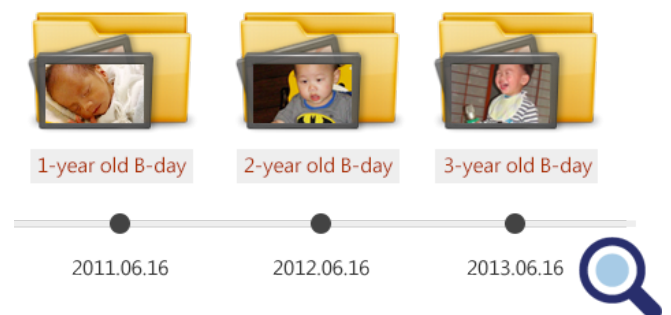 1-year old B-day
2-year old B-day
3-year old B-day
2011.06.16
2012.06.16
2013.06.16